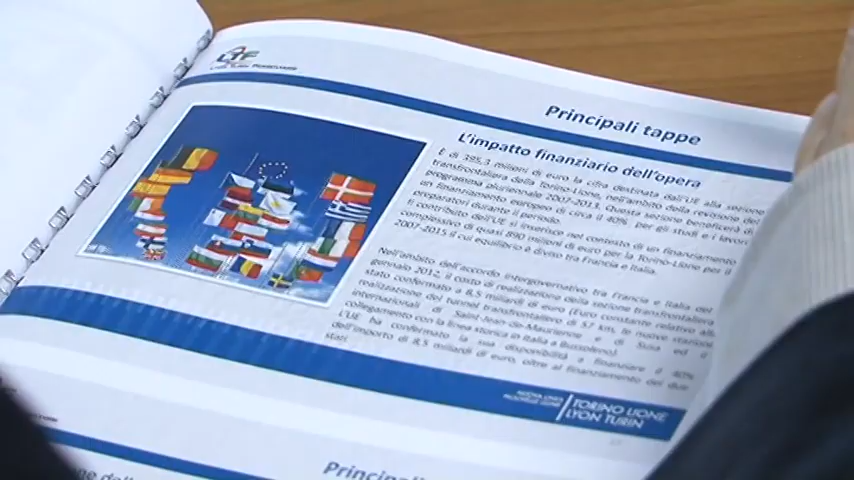 LTF
Principali tappe
L'impatto finanziario dell'opera
È di 395,3 milioni di euro la cifra destinata dall'UE alla sezione
transfrontaliera della Torino-Lione, nell'ambito della revisione del
programma pluriennale 2007-2013. Questa sezione beneficerà di
un finanziamento europeo di circa il 40% per gli studi e i lavori
preparatori durante il periodo.
Il contributo dell'UE si inserisce nel contesto di un finanziamento
complessivo di quasi 890 milioni di euro per la Torino-Lione per il
2007-2015 il cui equilibrio è diviso tra Francia e Italia.
Nell'ambito dell'accordo intergovernativo tra Francia e Italia del
gennaio 2012, il costo di realizzazione della sezione transfrontaliera
stato confermato a 8,5 miliardi di euro (Euro constante relativo alla
realizzazione del tunnel transfrontaliero di 57 km, le nuove stazioni
internazionali di Saint-Jean-de-Maurienne e di Susa ed il
collegamento con la linea storica in Italia a Bussoleno).
L'UE ha confermato la sua disponibilità a finanziare il 40%
dell'importo di 8,5 miliardi di euro, oltre al finanziamento dei due
stati
TORINO LIONE
LYON TURIN
Principali